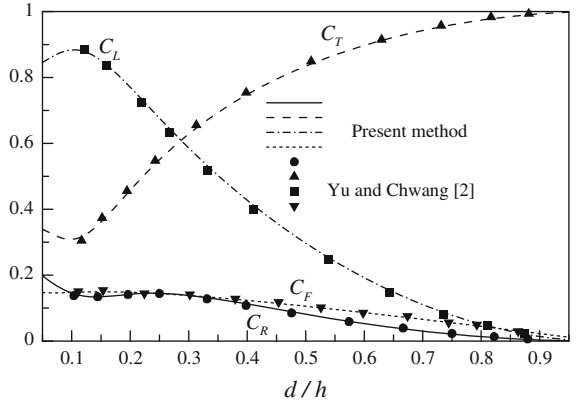 1
0.8
0.6
0.4
0.2
0
C_L
C_T
Present method
Yu and Chwang [2]
C_F
C_R
0.1 0.2 0.3 0.4 0.5 0.6 0.7 0.8 0.9
d / h